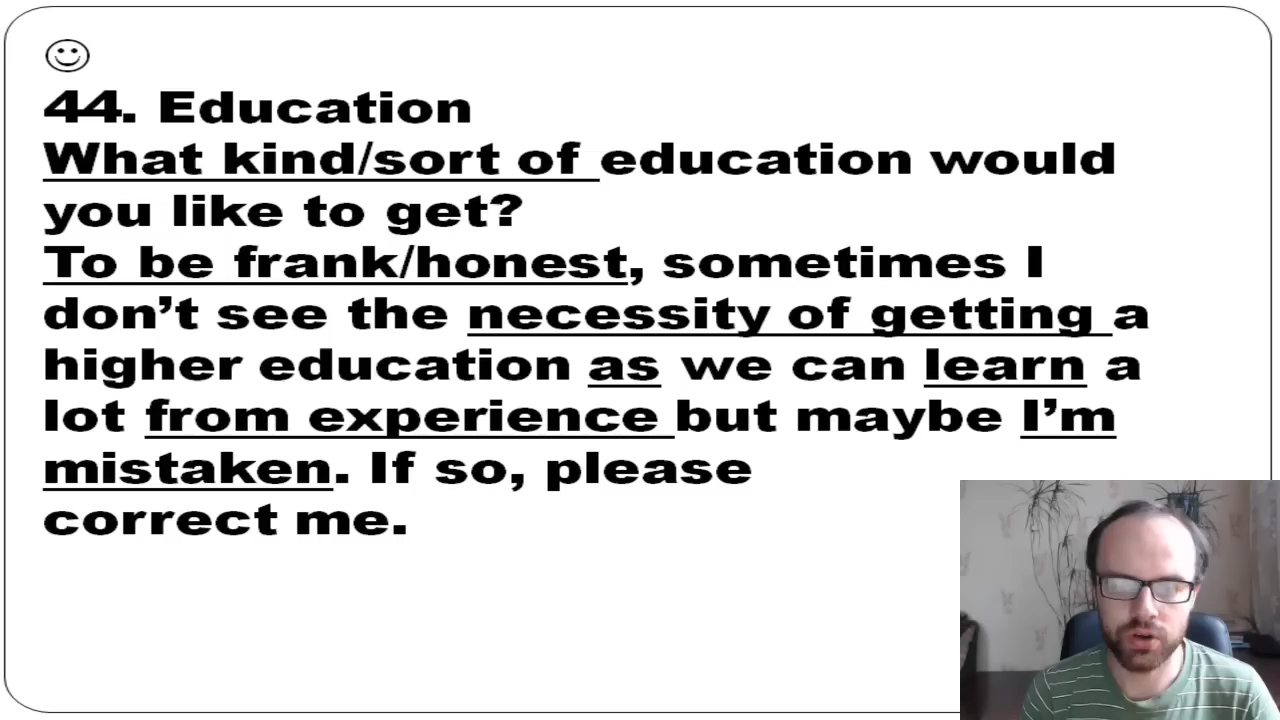 44. Education
What kind/sort of education would
you like to get?
To be frank/honest, sometimes I
don’t see the necessity of getting a
higher education as we can learn a
lot from experience but maybe I’m
mistaken. If so, please
correct me.